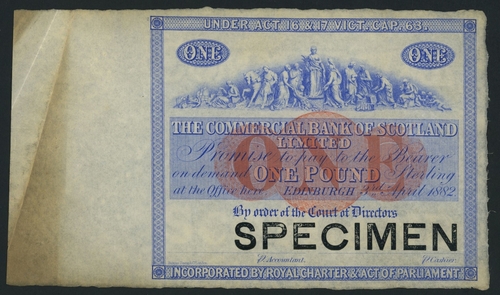 UNDER ACT 16 & 17 VICT. CAP. 63.
ONE ONE
THE COMMERCIAL BANK OF SCOTLAND
LIMITED
ONE
Promise to pay to the Bearer
on demand ONE POUND Sterling
at the Office here EDINBURGH 3rd April 1882
By order of the Court of Directors
SPECIMEN
Accountant. Cashier.
INCORPORATED BY ROYAL CHARTER & ACT OF PARLIAMENT.